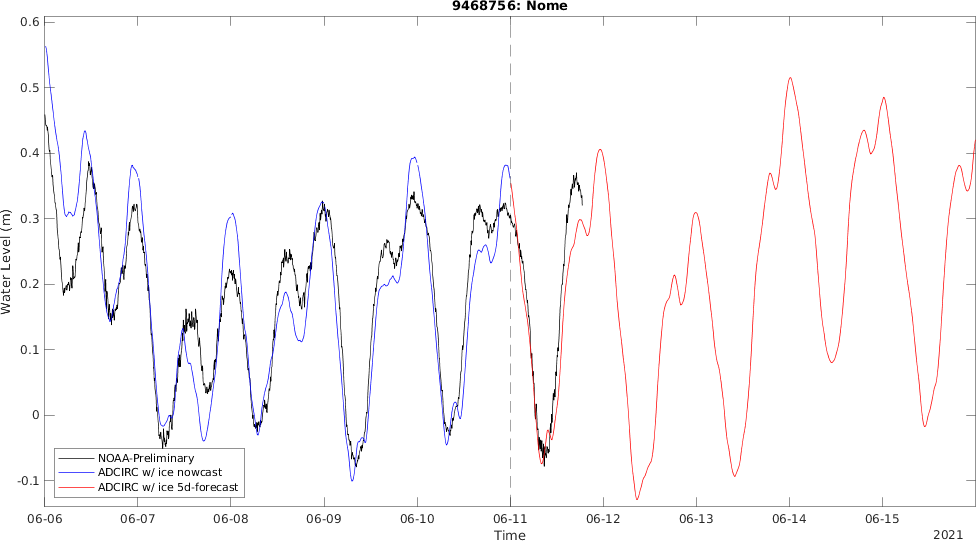 9468756: Nome
0.6
0.5
0.4
0.3
0.2
0.1
0
-0.1
Water Level (m)
NOAA-Preliminary
ADCIRC w/ ice nowcast
ADCIRC w/ ice 5d-forecast
06-06 06-07 06-08 06-09 06-10 06-11 06-12 06-13 06-14 06-15
Time
2021